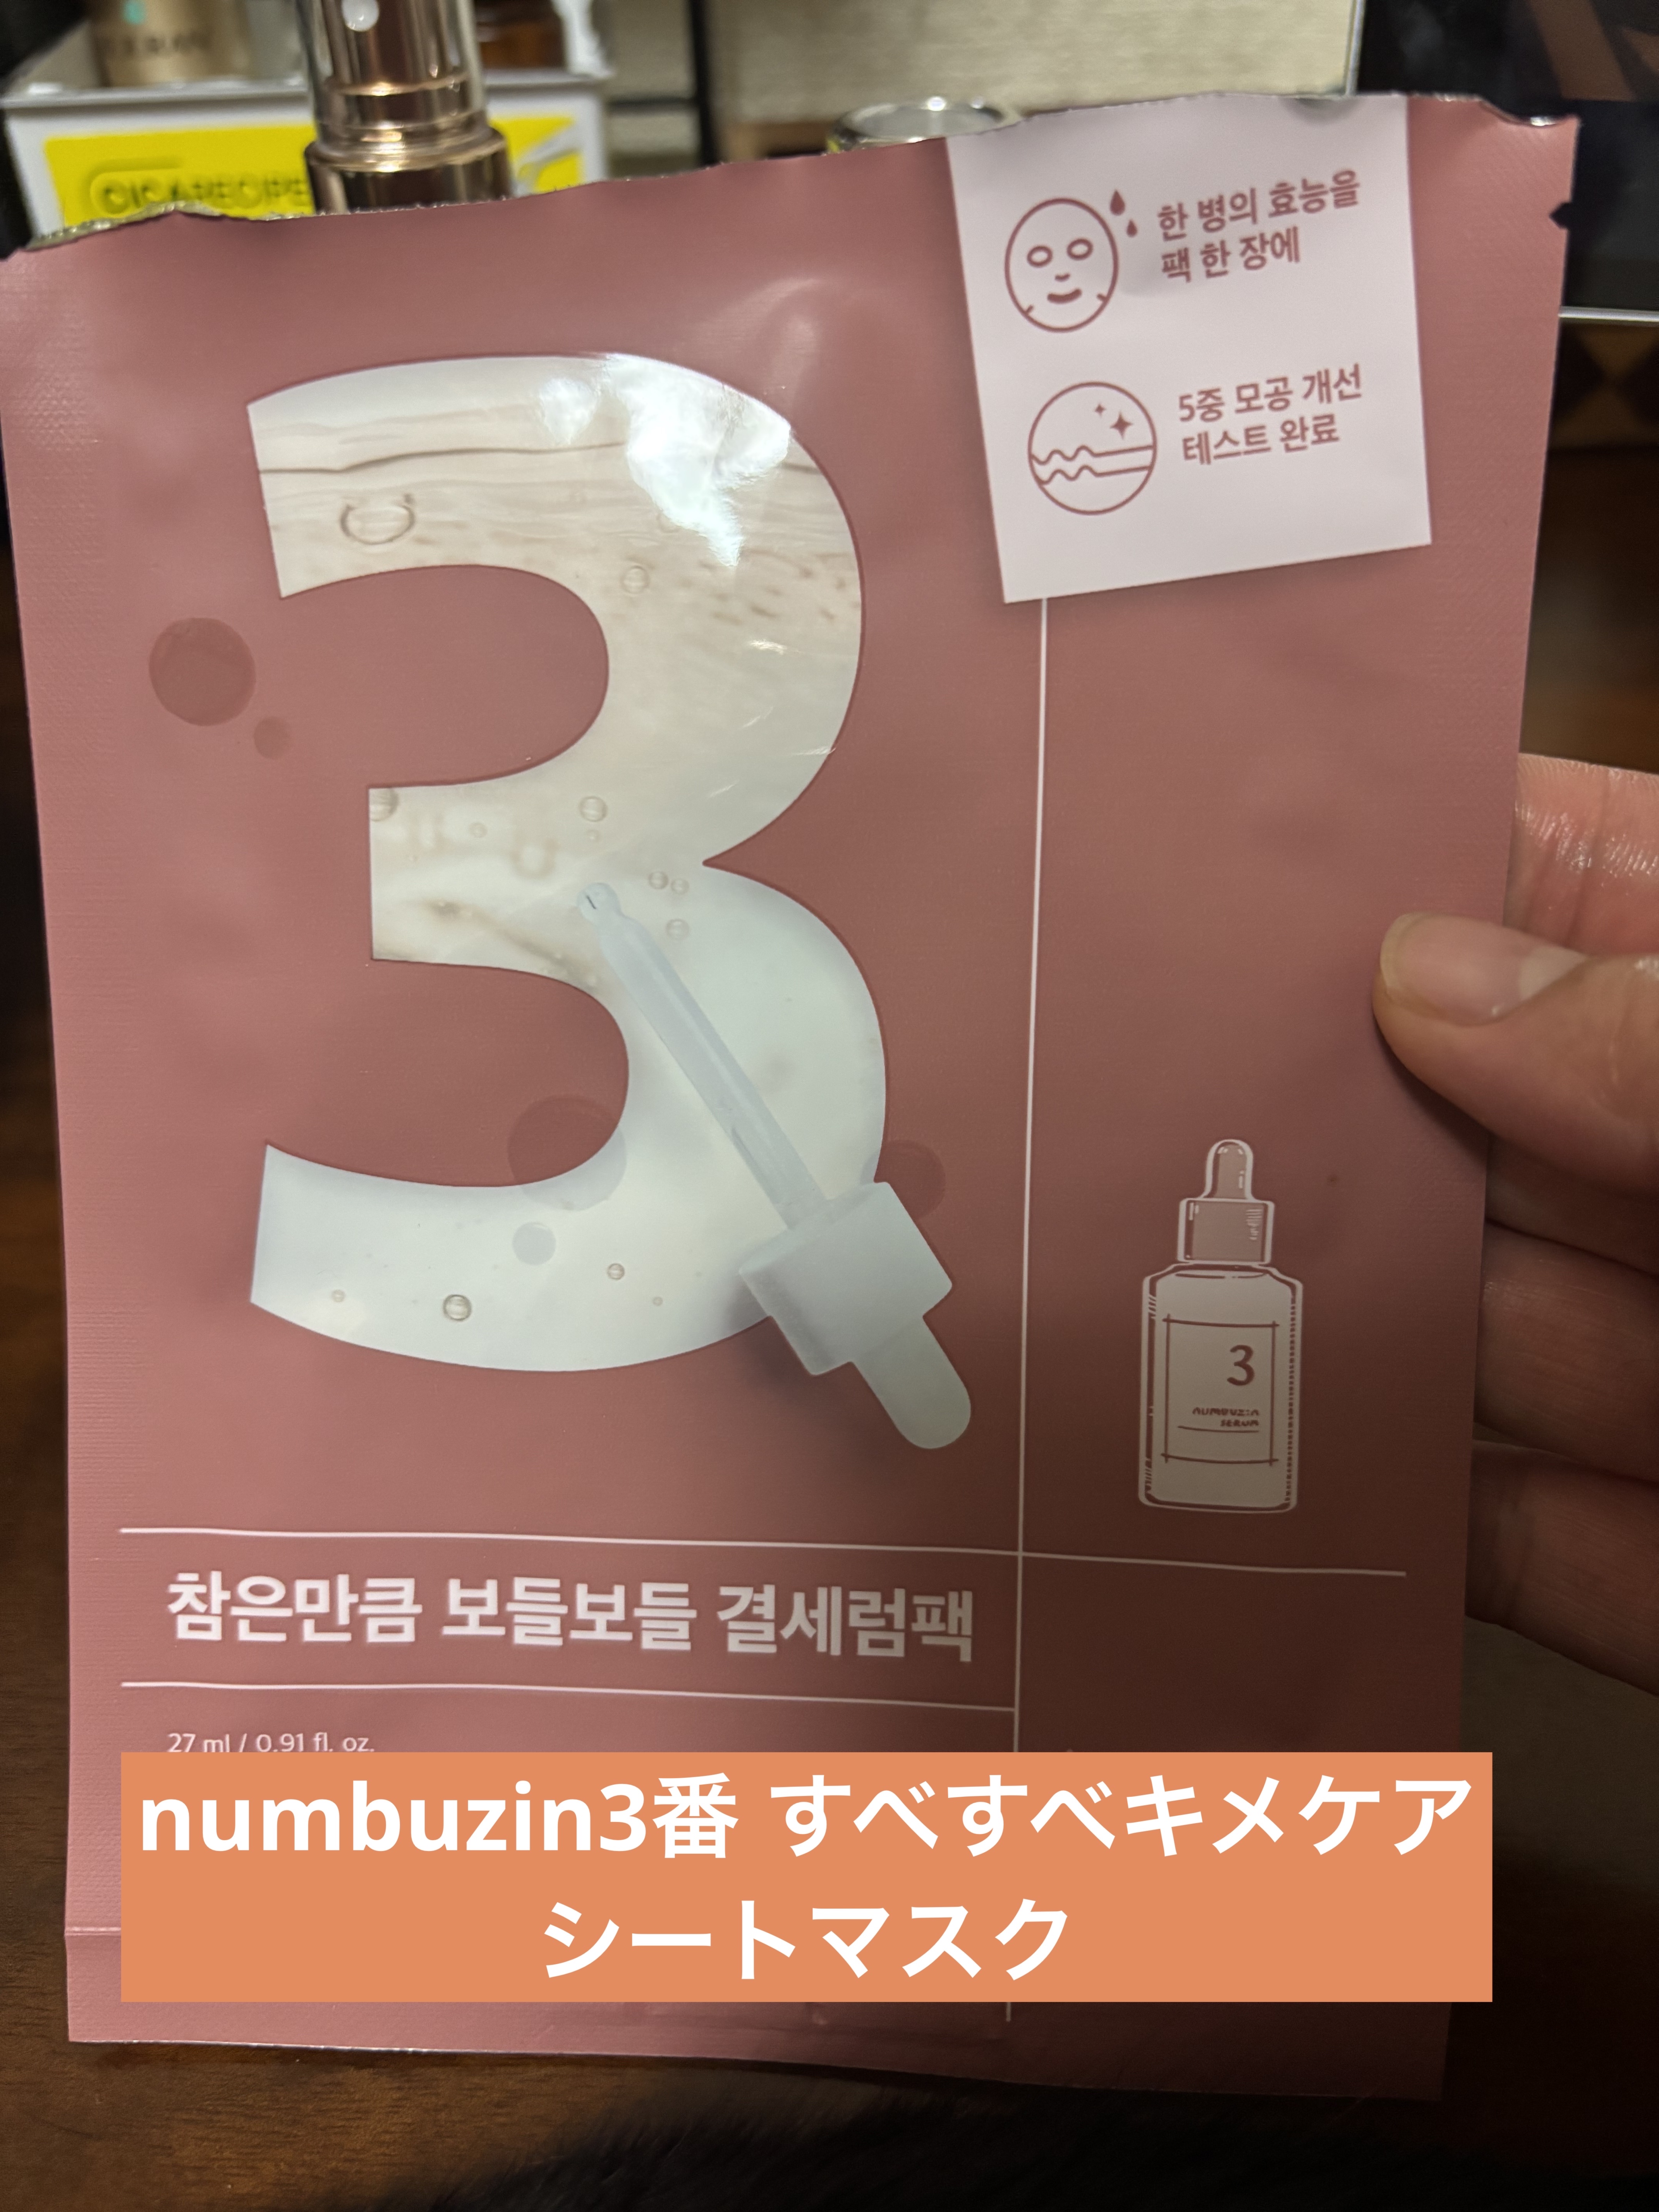 한 병의 효능을
팩 한 장에
5중 모공 개선
테스트 완료
3
3
numbuzin
serum
참은만큼 보들보들 결세럼팩
27 ml / 0.91 fl. oz.
numbuzin3番 すべすべキメケア
シートマスク